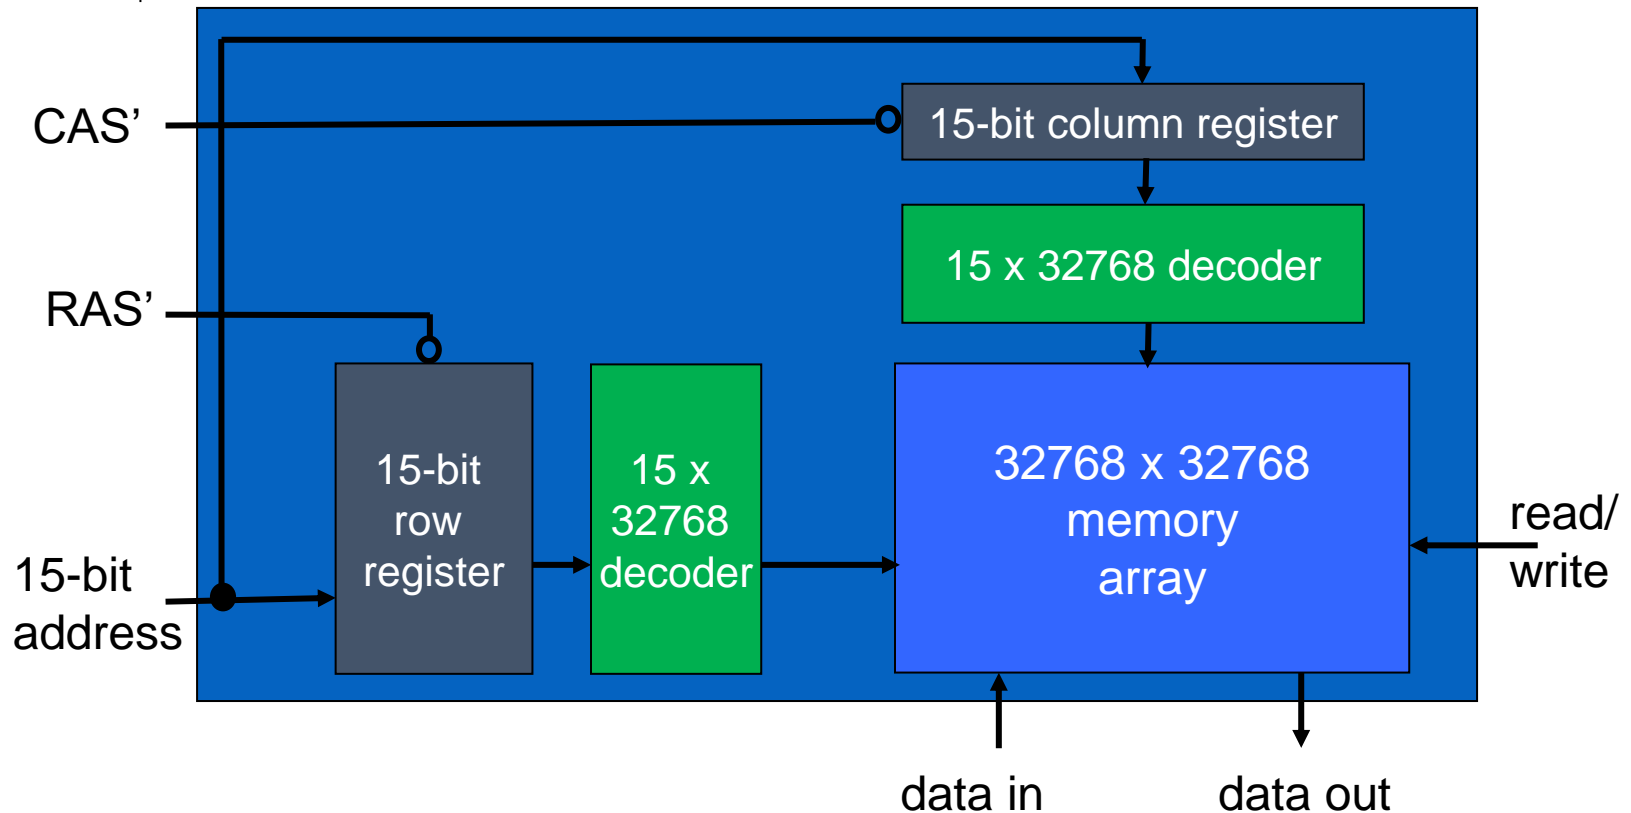 CAS’
15-bit column register
15 x 32768 decoder
RAS’
15-bit
row
register
15 x
32768
decoder
32768 x 32768
memory
array
read/
write
15-bit
address
data in
data out